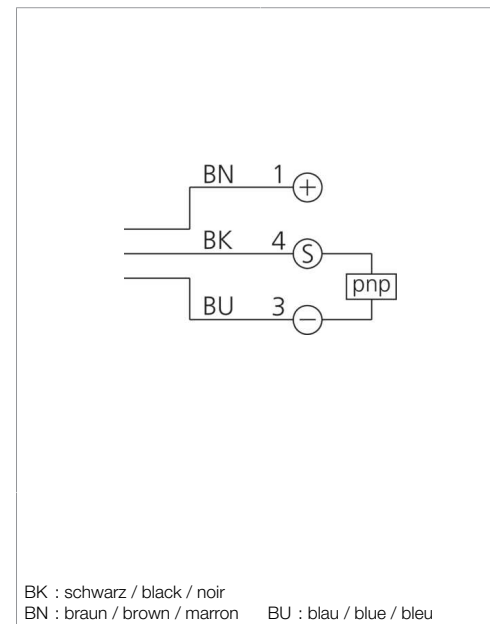 BN 1 +
BK 4 S
pnp
BU 3 −
BK : schwarz / black / noir
BN : braun / brown / marron BU : blau / blue / bleu